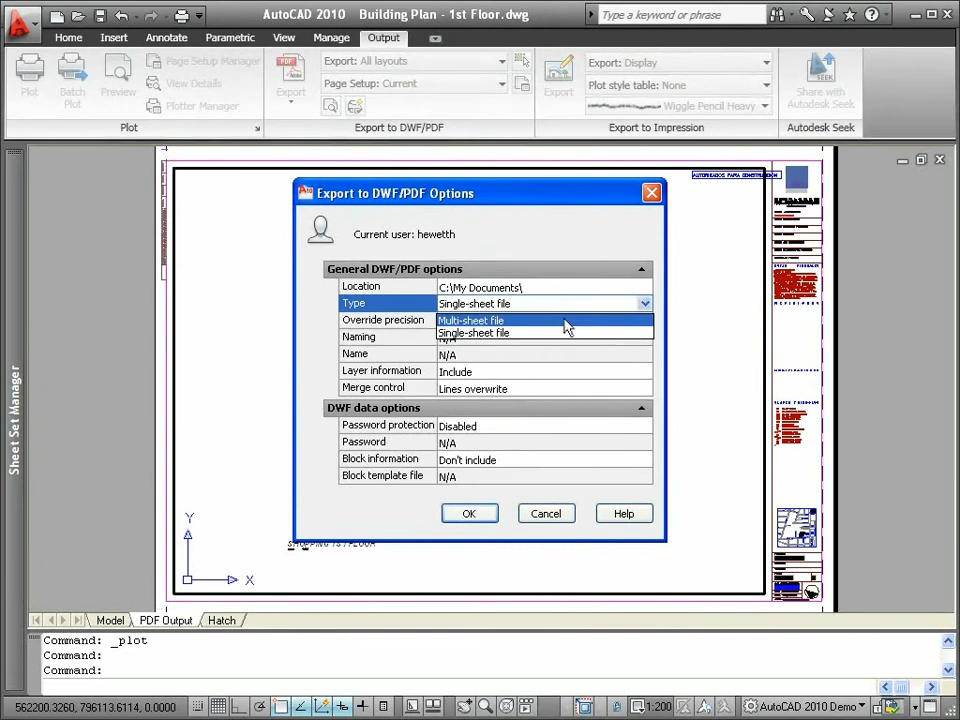 AutoCAD 2010 Building Plan - 1st Floor.dwg
Type a keyword or phrase
Home Insert Annotate Parametric View Manage Output
Plot
Batch Plot
Preview
Page Setup Manager
View Details
Plotter Manager
PDF
Export
Export: All layouts
Page Setup: Current
Export
Export: Display
Plot style table: None
Wiggle Pencil Heavy
SEEK
Share with Autodesk Seek
Plot
Export to DWF/PDF
Export to Impression
Autodesk Seek
Sheet Set Manager
Export to DWF/PDF Options
Current user: hewetth
General DWF/PDF options
Location C:\My Documents\
Type Single-sheet file
Override precision Multi-sheet file
Single-sheet file
Naming N/A
Name N/A
Layer information Include
Merge control Lines overwrite
DWF data options
Password protection Disabled
Password N/A
Block information Don't include
Block template file N/A
OK Cancel Help
Y
X
Model PDF Output Hatch
Command: _plot
Command:
Command:
562200.3260, 796113.6114, 0.0000
1:200
AutoCAD 2010 Demo